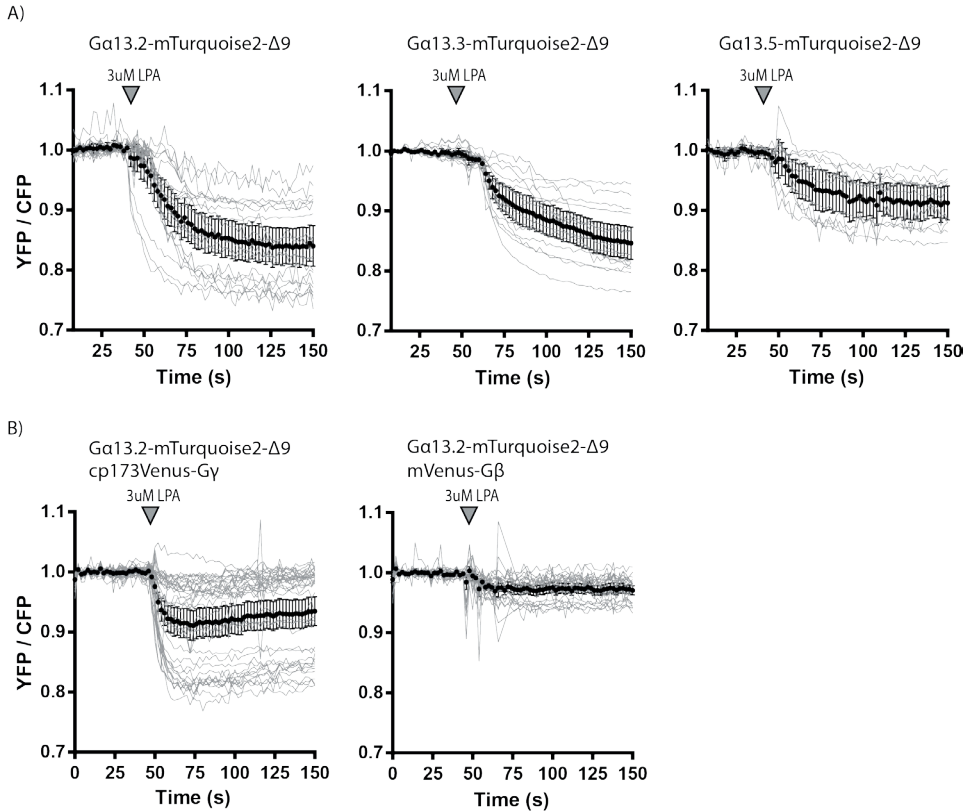 A)
Gα13.2-mTurquoise2-Δ9
3uM LPA
1.1
1.0
0.9
0.8
0.7
YFP / CFP
25 50 75 100 125 150
Time (s)
Gα13.3-mTurquoise2-Δ9
3uM LPA
1.1
1.0
0.9
0.8
0.7
25 50 75 100 125 150
Time (s)
Gα13.5-mTurquoise2-Δ9
3uM LPA
1.1
1.0
0.9
0.8
0.7
25 50 75 100 125 150
Time (s)
B)
Gα13.2-mTurquoise2-Δ9
cp173Venus-Gγ
3uM LPA
1.1
1.0
0.9
0.8
0.7
YFP / CFP
0 25 50 75 100 125 150
Time (s)
Gα13.2-mTurquoise2-Δ9
mVenus-Gβ
3uM LPA
1.1
1.0
0.9
0.8
0.7
0 25 50 75 100 125 150
Time (s)